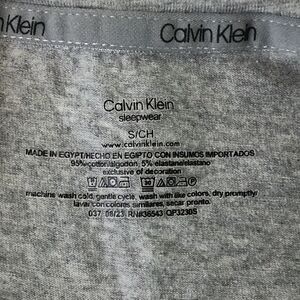 Calvin Klein Calvin Klein
Calvin Klein
sleepwear
S/CH
www.calvinklein.com
MADE IN EGYPT/HECHO EN EGIPTO CON INSUMOS IMPORTADOS
95% cotton/algodon, 5% elastane/elastano
exclusive of decoration
machine wash cold, gentle cycle, wash with like colors, dry promptly/
lavar con colores similares, secar pronto.
037 08/23 RN#36543 QP3230S